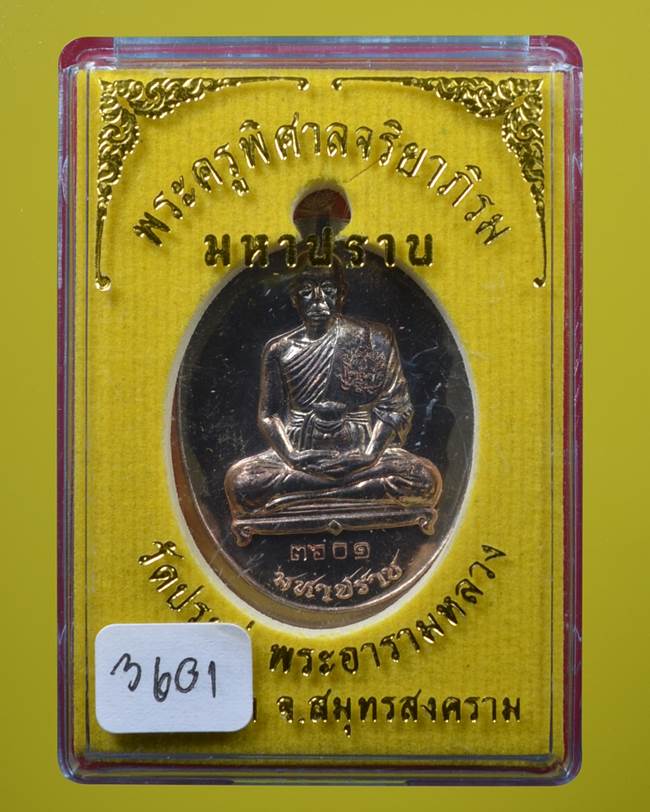 พระครูพิศาลจริยาภิรม
มหาปราบ
๓๖๐๑
มหาปราบ
พระอารามหลวง
จ.สมุทรสงคราม
3601